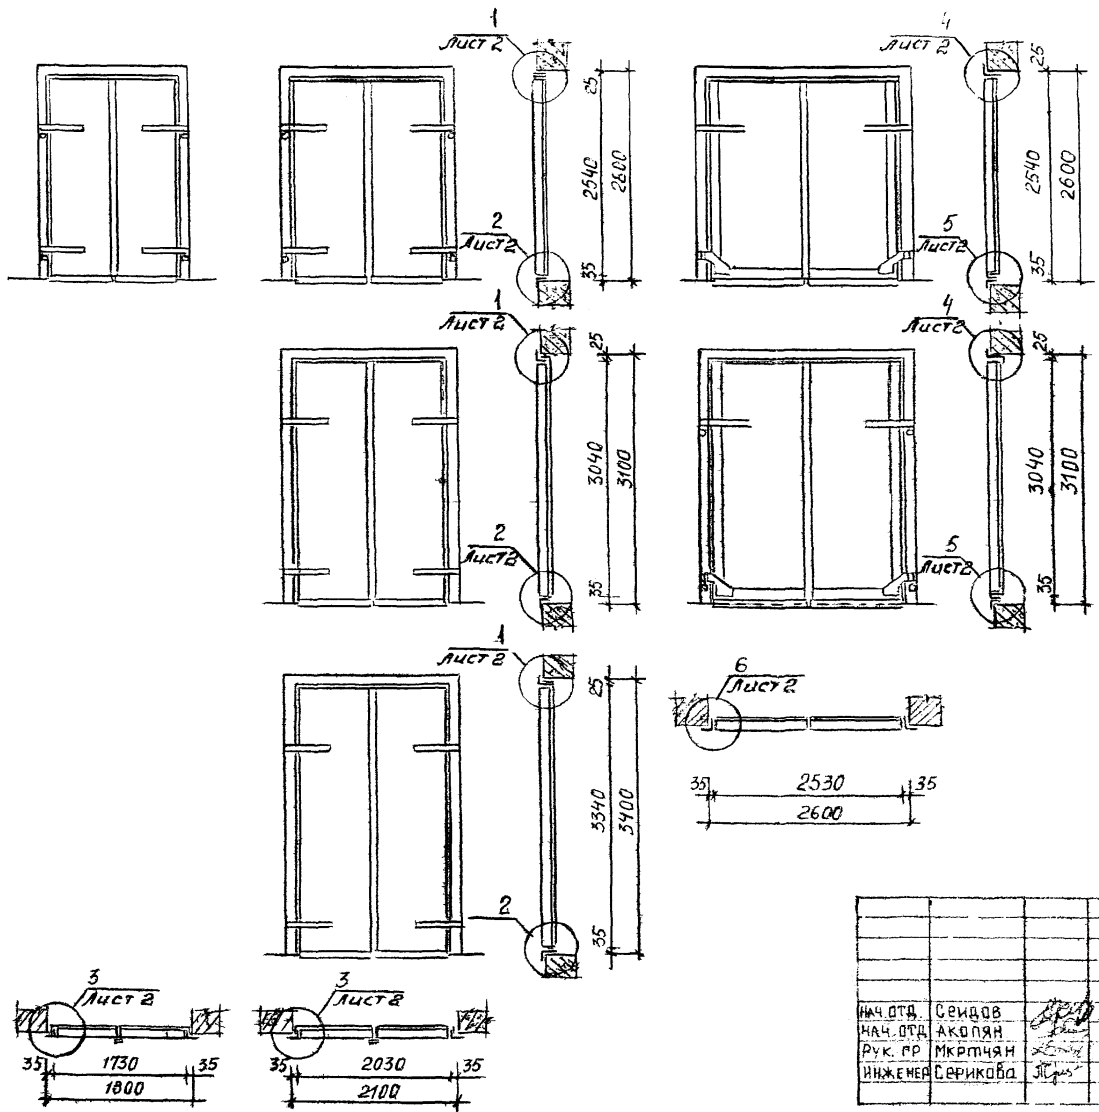 1
Лист 2
25
2540
2600
35
2
Лист 2
4
Лист 2
25
2540
2600
35
5
Лист 2
1
Лист 2
25
3040
3100
35
2
Лист 2
4
Лист 2
25
3040
3100
35
5
Лист 2
1
Лист 2
25
3340
3400
35
2
6
Лист 2
35 2530 35
2600
3
Лист 2
35 1730 35
1800
3
Лист 2
35 2030 35
2100
Нач. отд. Сеидов
Нач. отд. Акопян
Рук. гр Мкртчян
Инженер Серикова